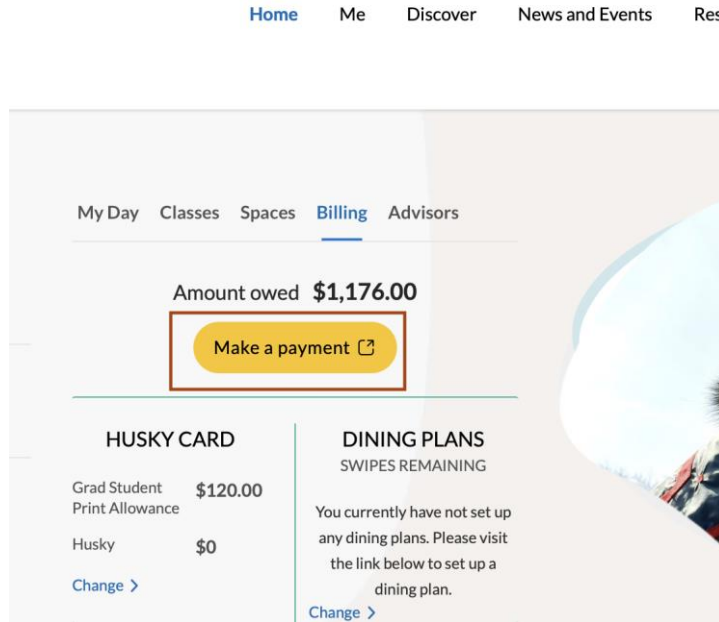 Home Me Discover News and Events
My Day Classes Spaces Billing Advisors
Amount owed $1,176.00
Make a payment
HUSKY CARD
Grad Student
Print Allowance
$120.00
Husky
$0
Change >
DINING PLANS
SWIPES REMAINING
You currently have not set up
any dining plans. Please visit
the link below to set up a
dining plan.
Change >